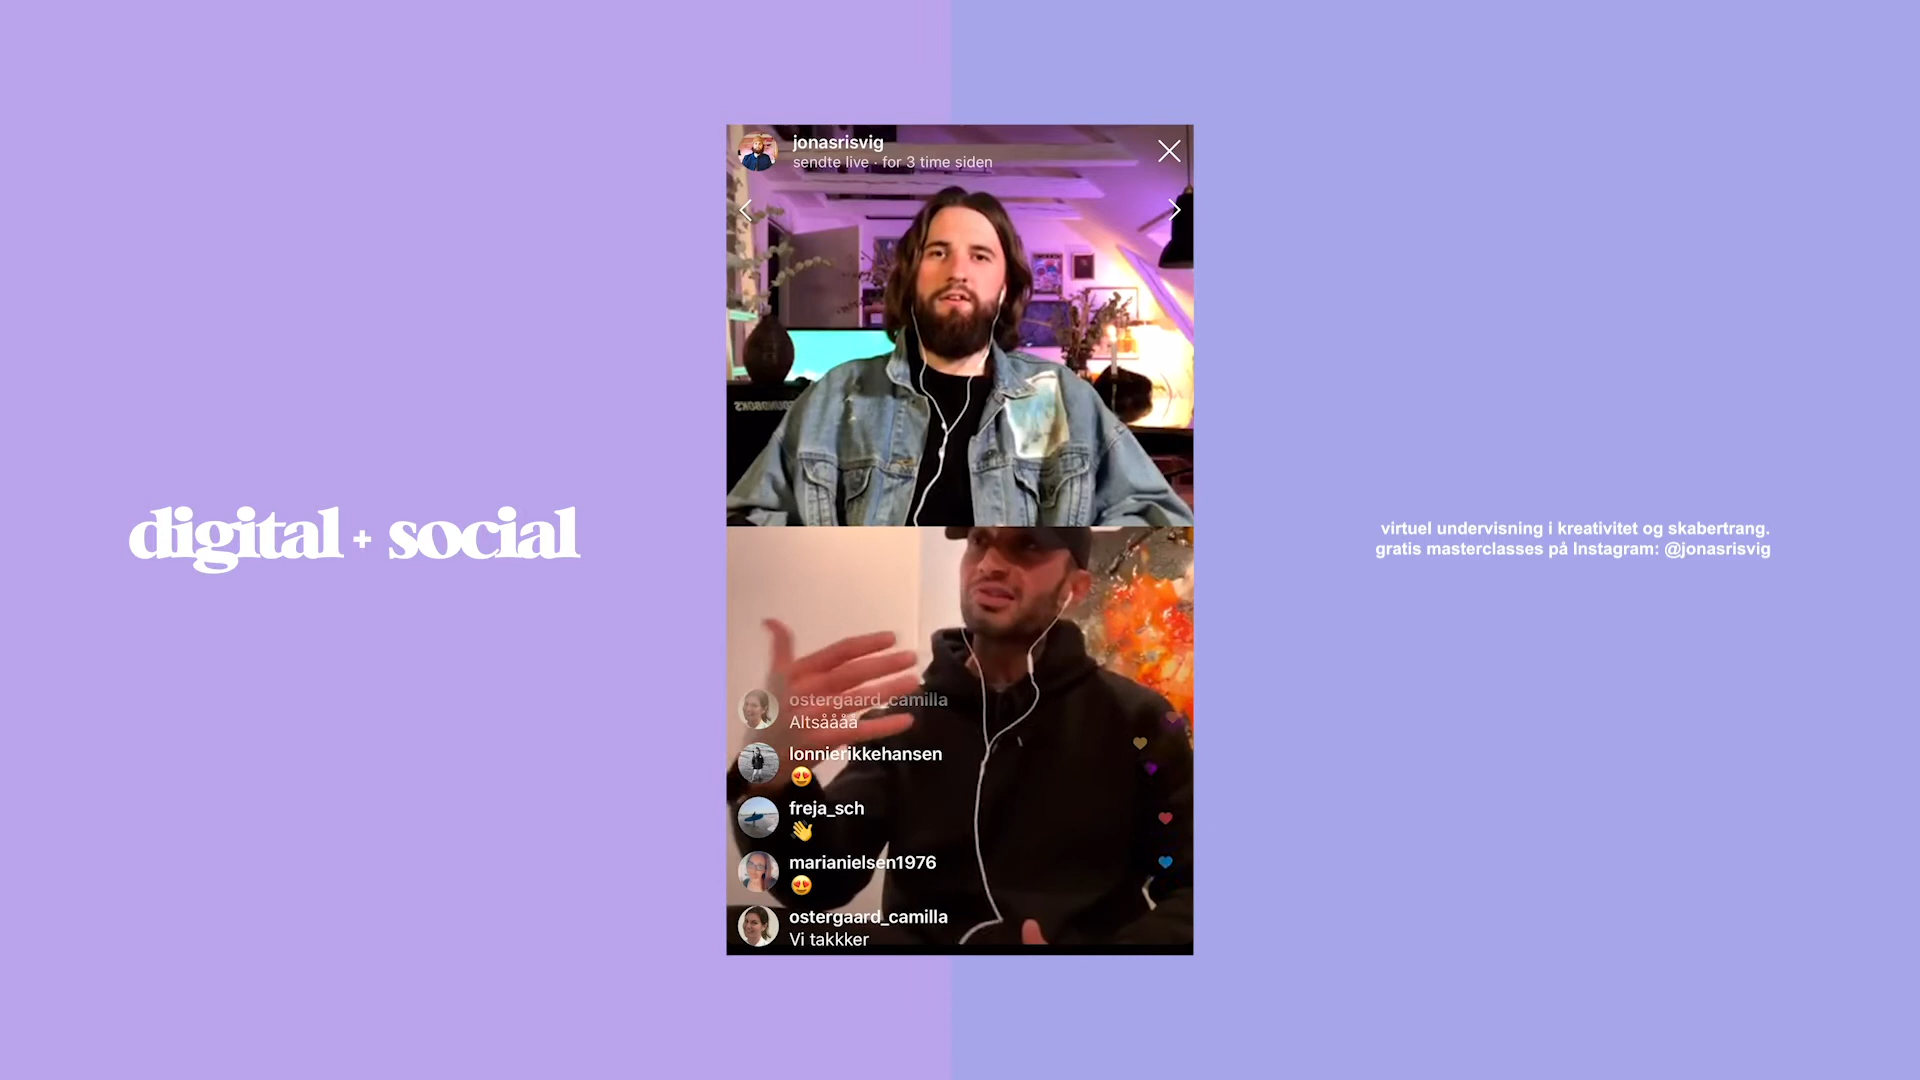 jonasrisvig
sendte live · for 3 time siden
digital + social
virtuel undervisning i kreativitet og skabertrang.
gratis masterclasses på Instagram: @jonasrisvig
ostergaard_camilla
Altsåååå
lonnierikkehansen
😍
freja_sch
👋
marianielsen1976
😍
ostergaard_camilla
Vi takkker